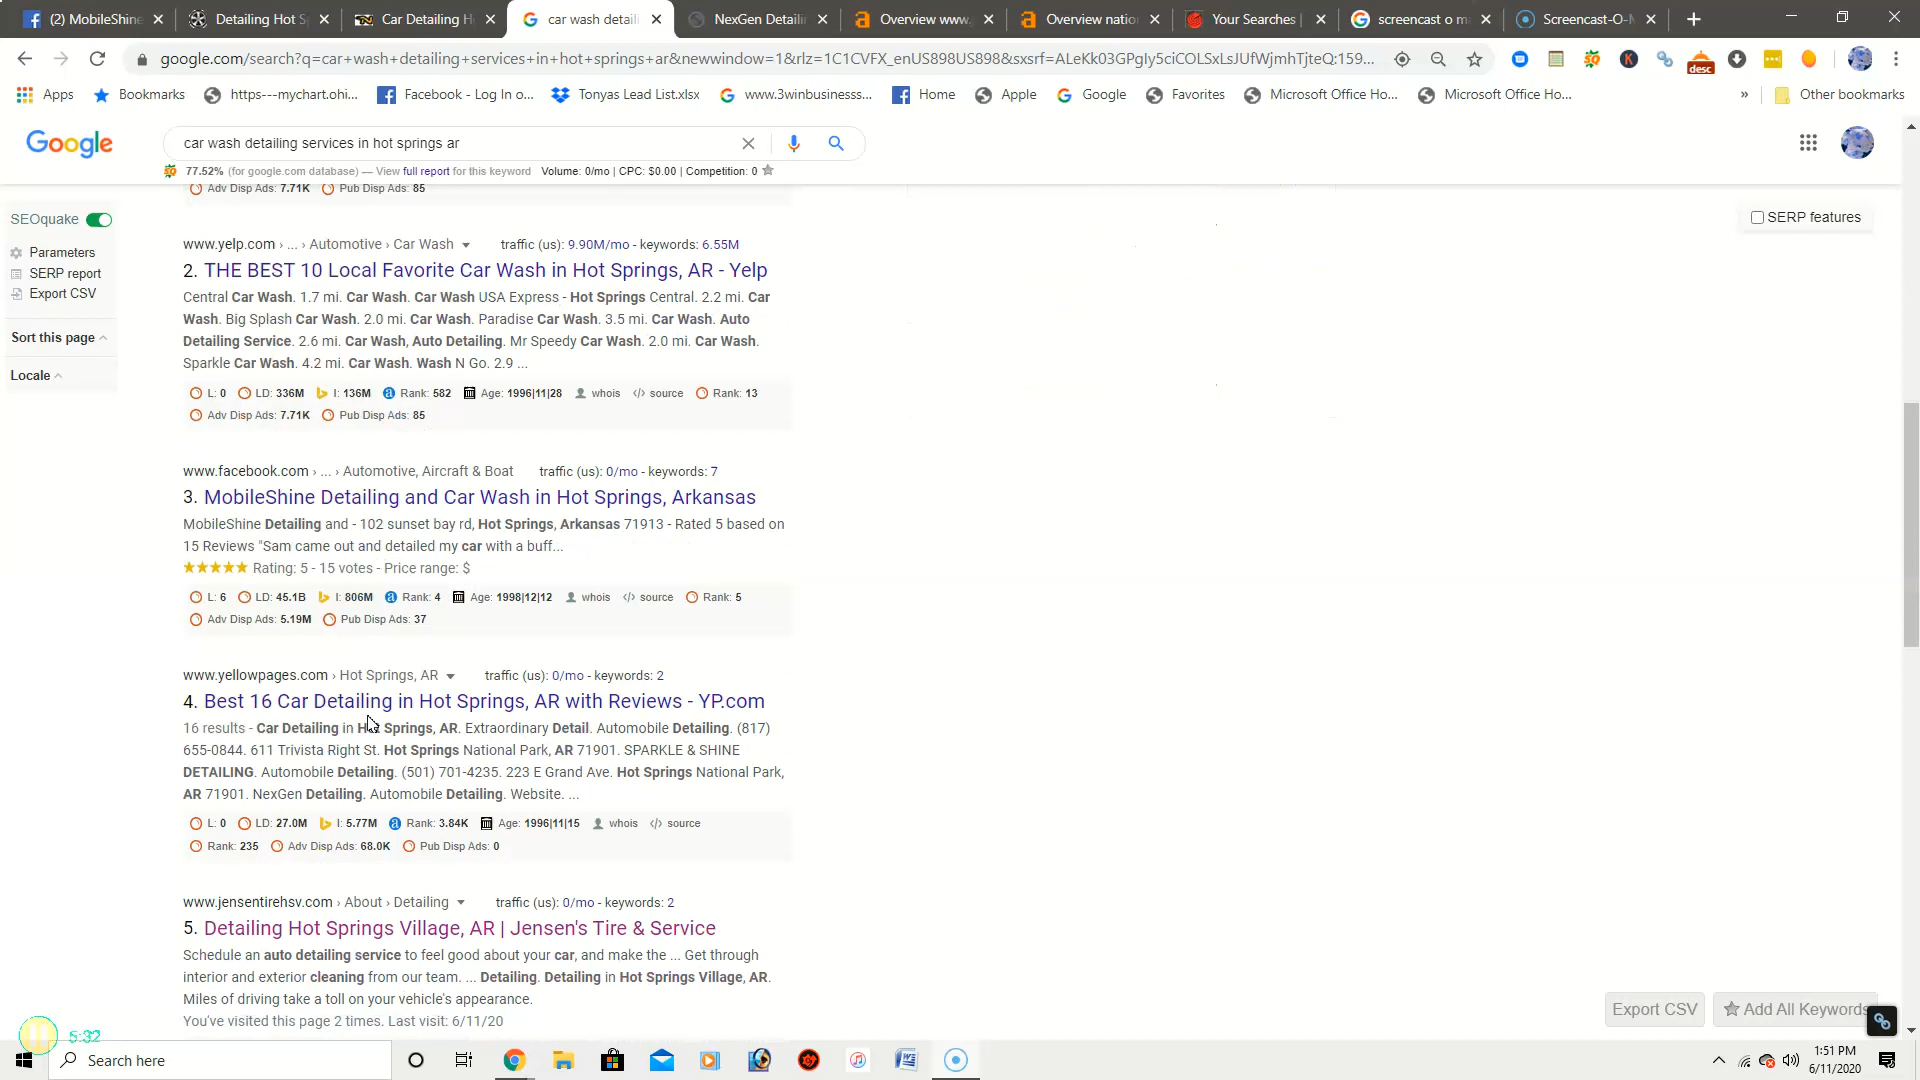 (2) MobileShine
Detailing Hot S
Car Detailing H
car wash detail
NexGen Detaili
Overview www.
Overview natio
Your Searches |
screencast o m
Screencast-O-M
google.com/search?q=car+wash+detailing+services+in+hot+springs+ar&newwindow=1&rlz=1C1CVFX_enUS898US898&sxsrf=ALeKk03GPgly5ciCOLSxLsJUfWjmhTjteQ:159...
desc
Apps
Bookmarks
https---mychart.ohi...
Facebook - Log In o...
Tonyas Lead List.xlsx
www.3winbusinesss...
Home
Apple
Google
Favorites
Microsoft Office Ho...
Microsoft Office Ho...
»
Other bookmarks
Google
car wash detailing services in hot springs ar
77.52% (for google.com database) — View full report for this keyword Volume: 0/mo | CPC: $0.00 | Competition: 0
Adv Disp Ads: 7.71K Pub Disp Ads: 85
SEOquake
Parameters
SERP report
Export CSV
Sort this page
Locale
SERP features
www.yelp.com › ... › Automotive › Car Wash traffic (us): 9.90M/mo - keywords: 6.55M
2. THE BEST 10 Local Favorite Car Wash in Hot Springs, AR - Yelp
Central Car Wash. 1.7 mi. Car Wash. Car Wash USA Express - Hot Springs Central. 2.2 mi. Car
Wash. Big Splash Car Wash. 2.0 mi. Car Wash. Paradise Car Wash. 3.5 mi. Car Wash. Auto
Detailing Service. 2.6 mi. Car Wash, Auto Detailing. Mr Speedy Car Wash. 2.0 mi. Car Wash.
Sparkle Car Wash. 4.2 mi. Car Wash. Wash N Go. 2.9 ...
L: 0 LD: 336M I: 136M Rank: 582 Age: 1996|11|28 whois </> source Rank: 13
Adv Disp Ads: 7.71K Pub Disp Ads: 85
www.facebook.com › ... › Automotive, Aircraft & Boat traffic (us): 0/mo - keywords: 7
3. MobileShine Detailing and Car Wash in Hot Springs, Arkansas
MobileShine Detailing and - 102 sunset bay rd, Hot Springs, Arkansas 71913 - Rated 5 based on
15 Reviews "Sam came out and detailed my car with a buff...
★★★★★ Rating: 5 - 15 votes - Price range: $
L: 6 LD: 45.1B I: 806M Rank: 4 Age: 1998|12|12 whois </> source Rank: 5
Adv Disp Ads: 5.19M Pub Disp Ads: 37
www.yellowpages.com › Hot Springs, AR traffic (us): 0/mo - keywords: 2
4. Best 16 Car Detailing in Hot Springs, AR with Reviews - YP.com
16 results - Car Detailing in Hot Springs, AR. Extraordinary Detail. Automobile Detailing. (817)
655-0844. 611 Trivista Right St. Hot Springs National Park, AR 71901. SPARKLE & SHINE
DETAILING. Automobile Detailing. (501) 701-4235. 223 E Grand Ave. Hot Springs National Park,
AR 71901. NexGen Detailing. Automobile Detailing. Website. ...
L: 0 LD: 27.0M I: 5.77M Rank: 3.84K Age: 1996|11|15 whois </> source
Rank: 235 Adv Disp Ads: 68.0K Pub Disp Ads: 0
www.jensentirehsv.com › About › Detailing traffic (us): 0/mo - keywords: 2
5. Detailing Hot Springs Village, AR | Jensen's Tire & Service
Schedule an auto detailing service to feel good about your car, and make the ... Get through
interior and exterior cleaning from our team. ... Detailing. Detailing in Hot Springs Village, AR.
Miles of driving take a toll on your vehicle's appearance.
You've visited this page 2 times. Last visit: 6/11/20
Export CSV
Add All Keywords
5:32
Search here
1:51 PM
6/11/2020